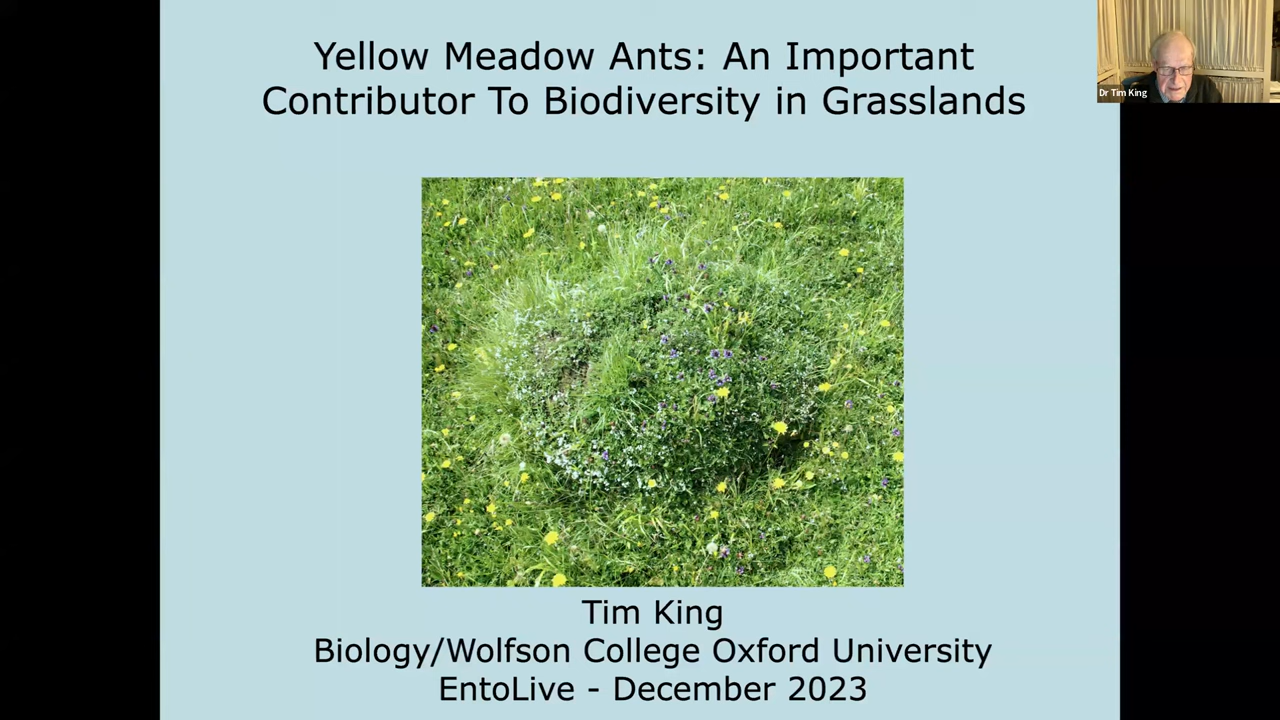 Yellow Meadow Ants: An Important
Contributor To Biodiversity in Grasslands
Dr Tim King
Tim King
Biology/Wolfson College Oxford University
EntoLive - December 2023